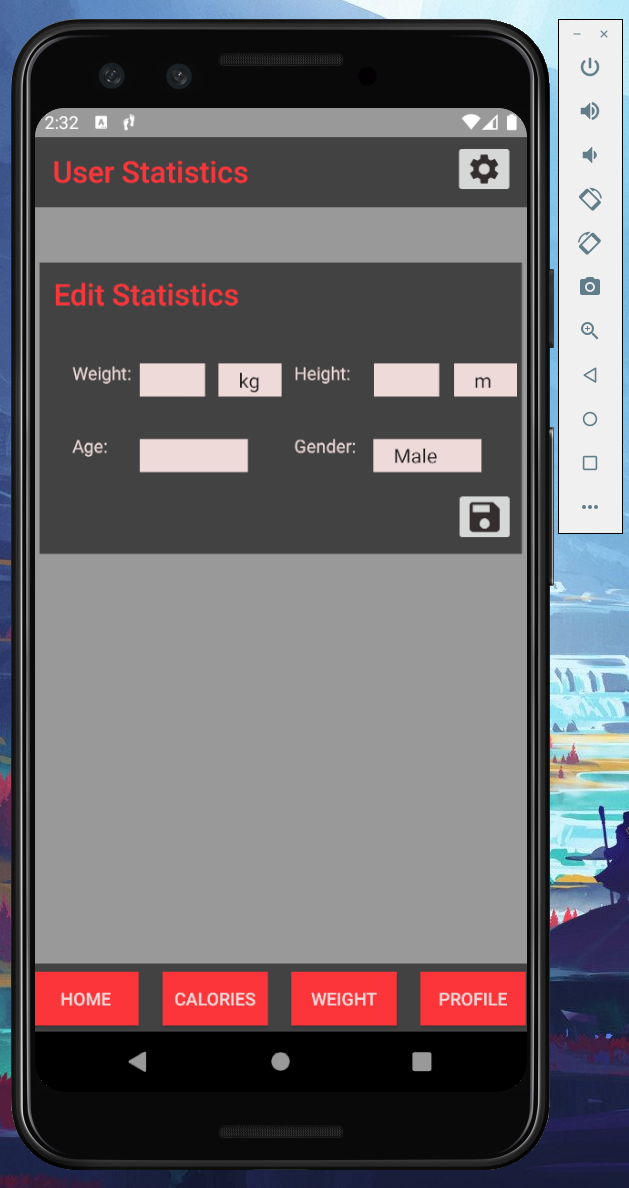 2:32 A
User Statistics
Edit Statistics
Weight: kg Height: m
Age: Gender: Male
HOME CALORIES WEIGHT PROFILE